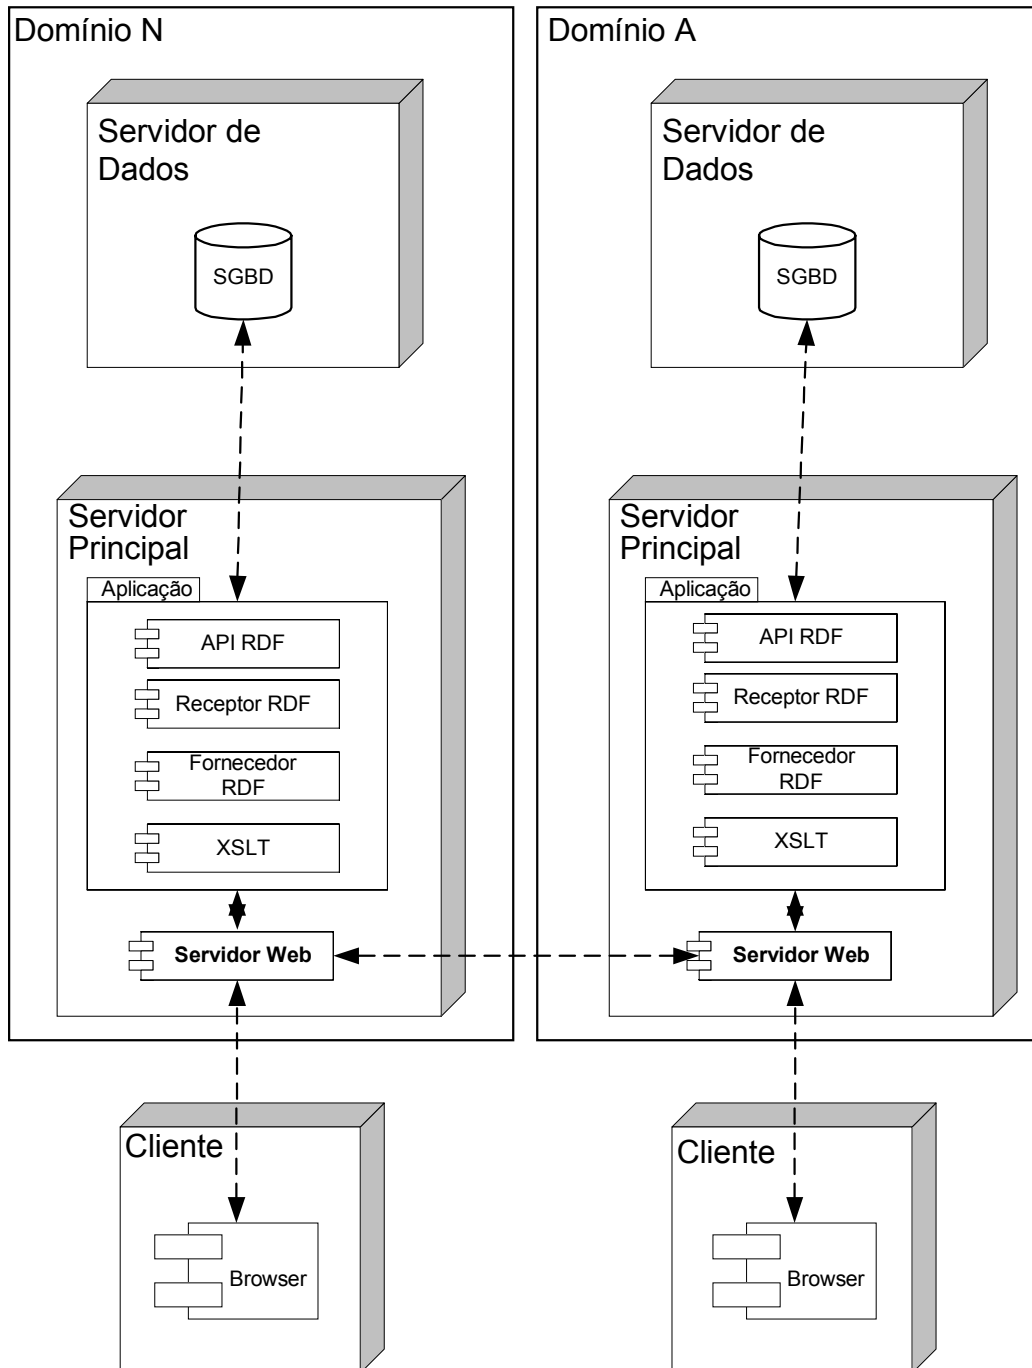 Domínio N
Servidor de
Dados
SGBD
Servidor
Principal
Aplicação
API RDF
Receptor RDF
Fornecedor
RDF
XSLT
Servidor Web
Cliente
Browser
Domínio A
Servidor de
Dados
SGBD
Servidor
Principal
Aplicação
API RDF
Receptor RDF
Fornecedor
RDF
XSLT
Servidor Web
Cliente
Browser